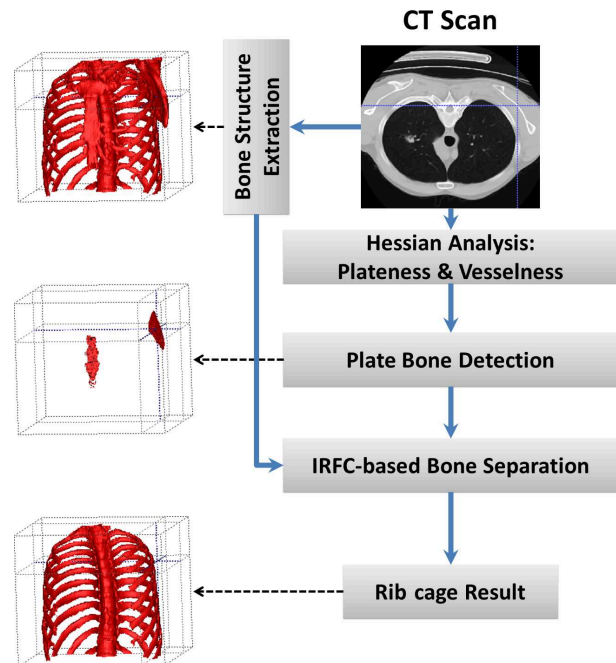 CT Scan
Bone Structure
Extraction
Hessian Analysis:
Plateness & Vesselness
Plate Bone Detection
IRFC-based Bone Separation
Rib cage Result